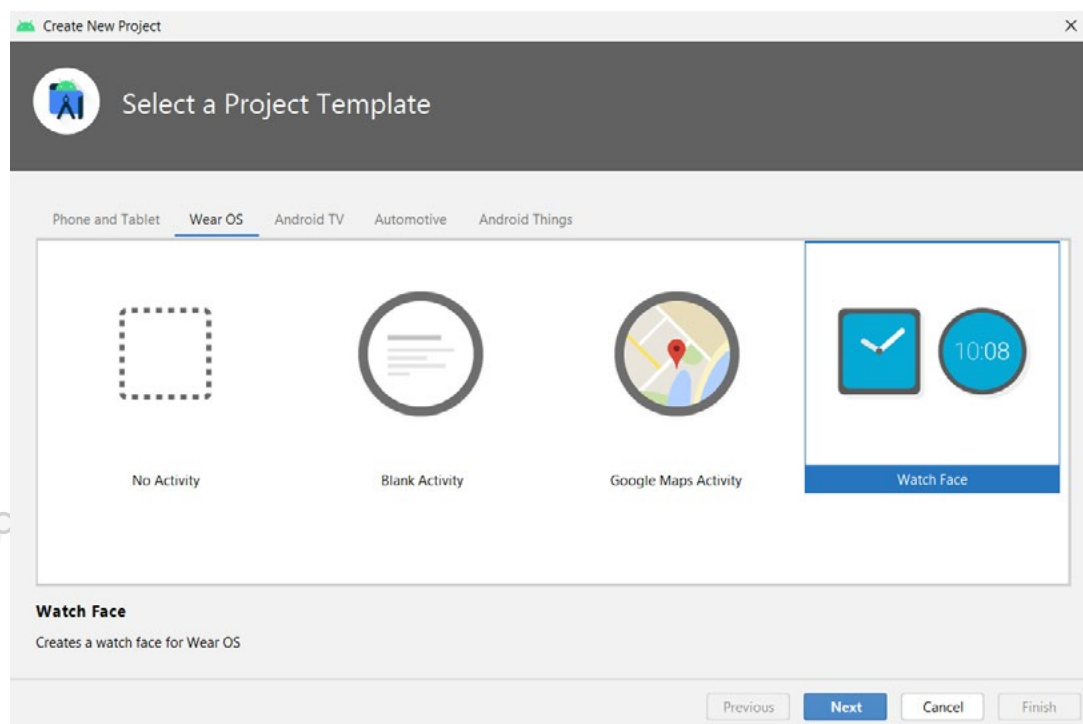 Create New Project
Select a Project Template
Phone and Tablet Wear OS Android TV Automotive Android Things
10:08
No Activity Blank Activity Google Maps Activity Watch Face
Watch Face
Creates a watch face for Wear OS
Previous Next Cancel Finish